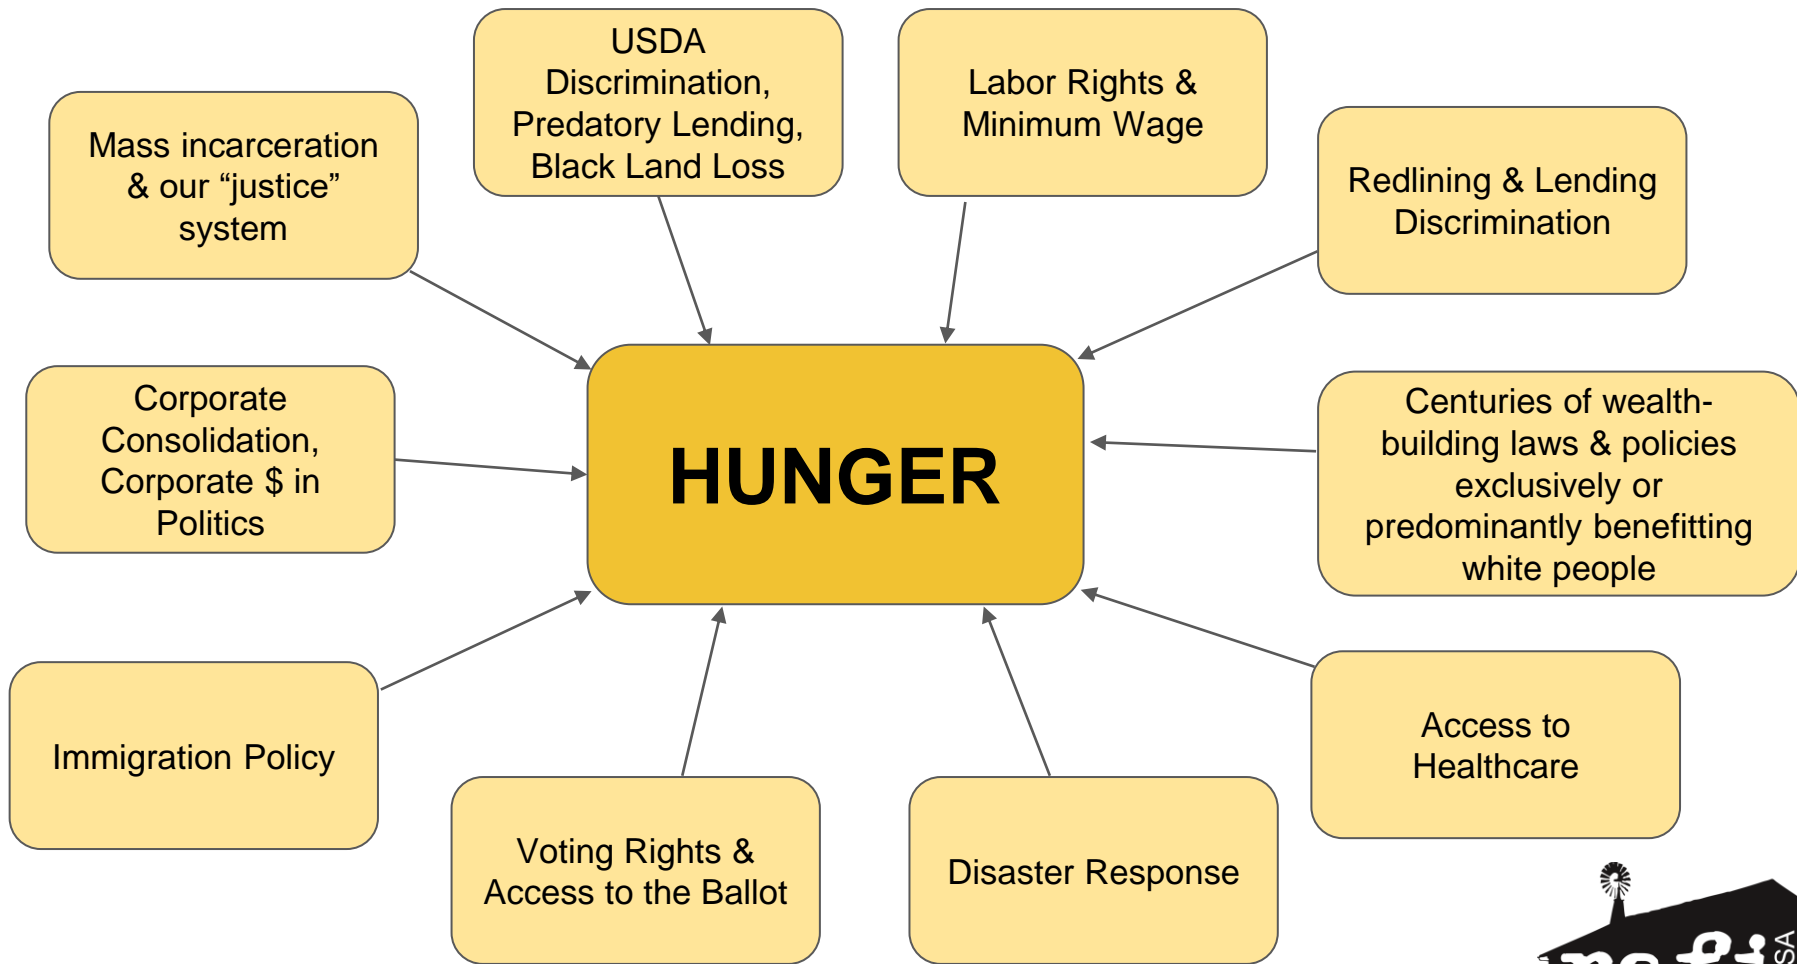 USDA
Discrimination,
Predatory Lending,
Black Land Loss
Labor Rights &
Minimum Wage
Mass incarceration
& our “justice”
system
Redlining & Lending
Discrimination
Corporate
Consolidation,
Corporate $ in
Politics
HUNGER
Centuries of wealth-
building laws & policies
exclusively or
predominantly benefitting
white people
Immigration Policy
Access to
Healthcare
Voting Rights &
Access to the Ballot
Disaster Response
SA